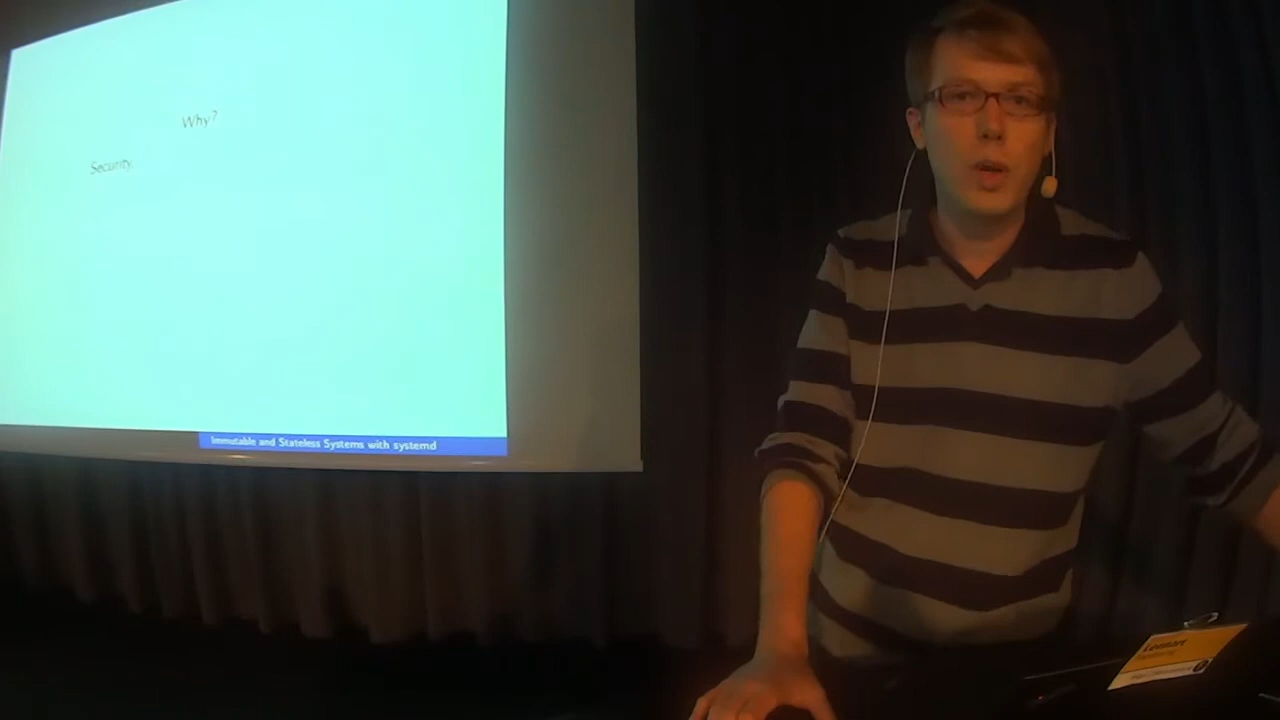 Why?
Security.
Immutable and Stateless Systems with systemd
Lennart